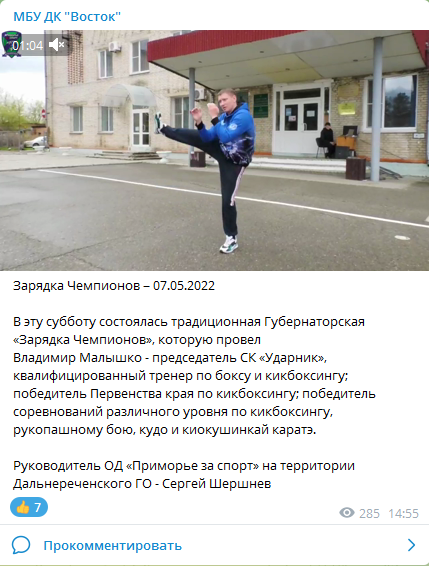 МБУ ДК "Восток"
01:04
Зарядка Чемпионов – 07.05.2022
В эту субботу состоялась традиционная Губернаторская
«Зарядка Чемпионов», которую провел
Владимир Малышко - председатель СК «Ударник»,
квалифицированный тренер по боксу и кикбоксингу;
победитель Первенства края по кикбоксингу; победитель
соревнований различного уровня по кикбоксингу,
рукопашному бою, кудо и киокушинкай каратэ.
Руководитель ОД «Приморье за спорт» на территории
Дальнереченского ГО - Сергей Шершнев
7
285 14:55
Прокомментировать